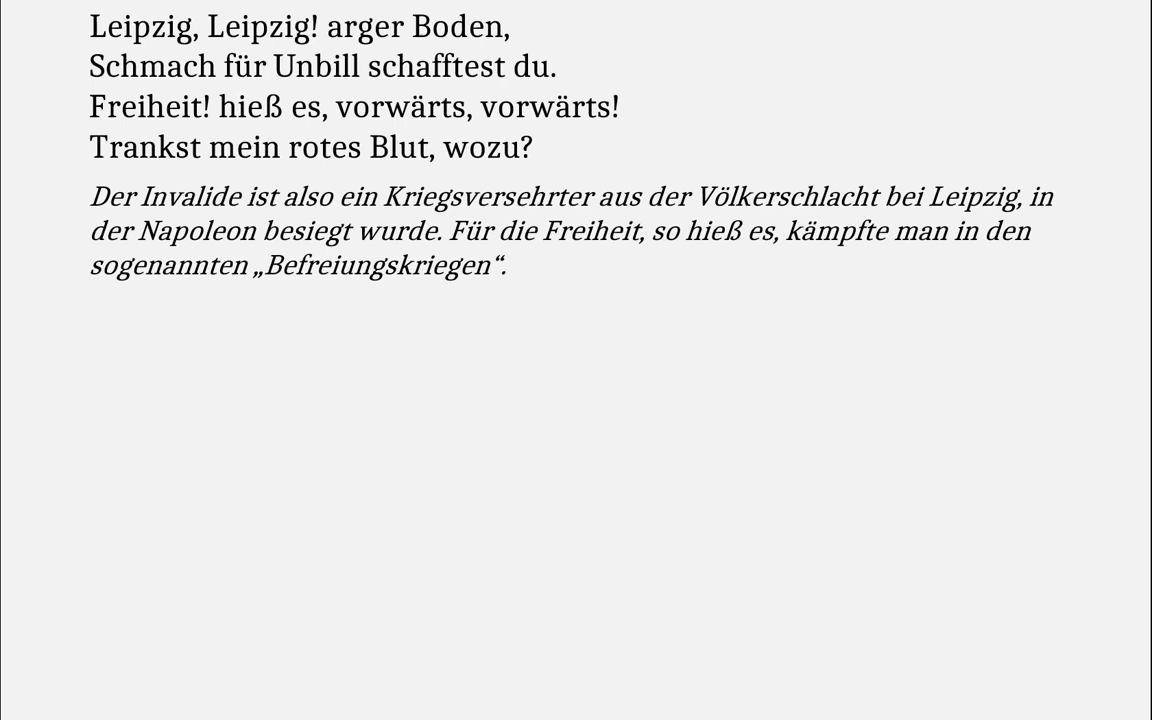 Leipzig, Leipzig! arger Boden,
Schmach für Unbill schafftest du.
Freiheit! hieß es, vorwärts, vorwärts!
Trankst mein rotes Blut, wozu?
Der Invalide ist also ein Kriegsversehrter aus der Völkerschlacht bei Leipzig, in
der Napoleon besiegt wurde. Für die Freiheit, so hieß es, kämpfte man in den
sogenannten „Befreiungskriegen“.